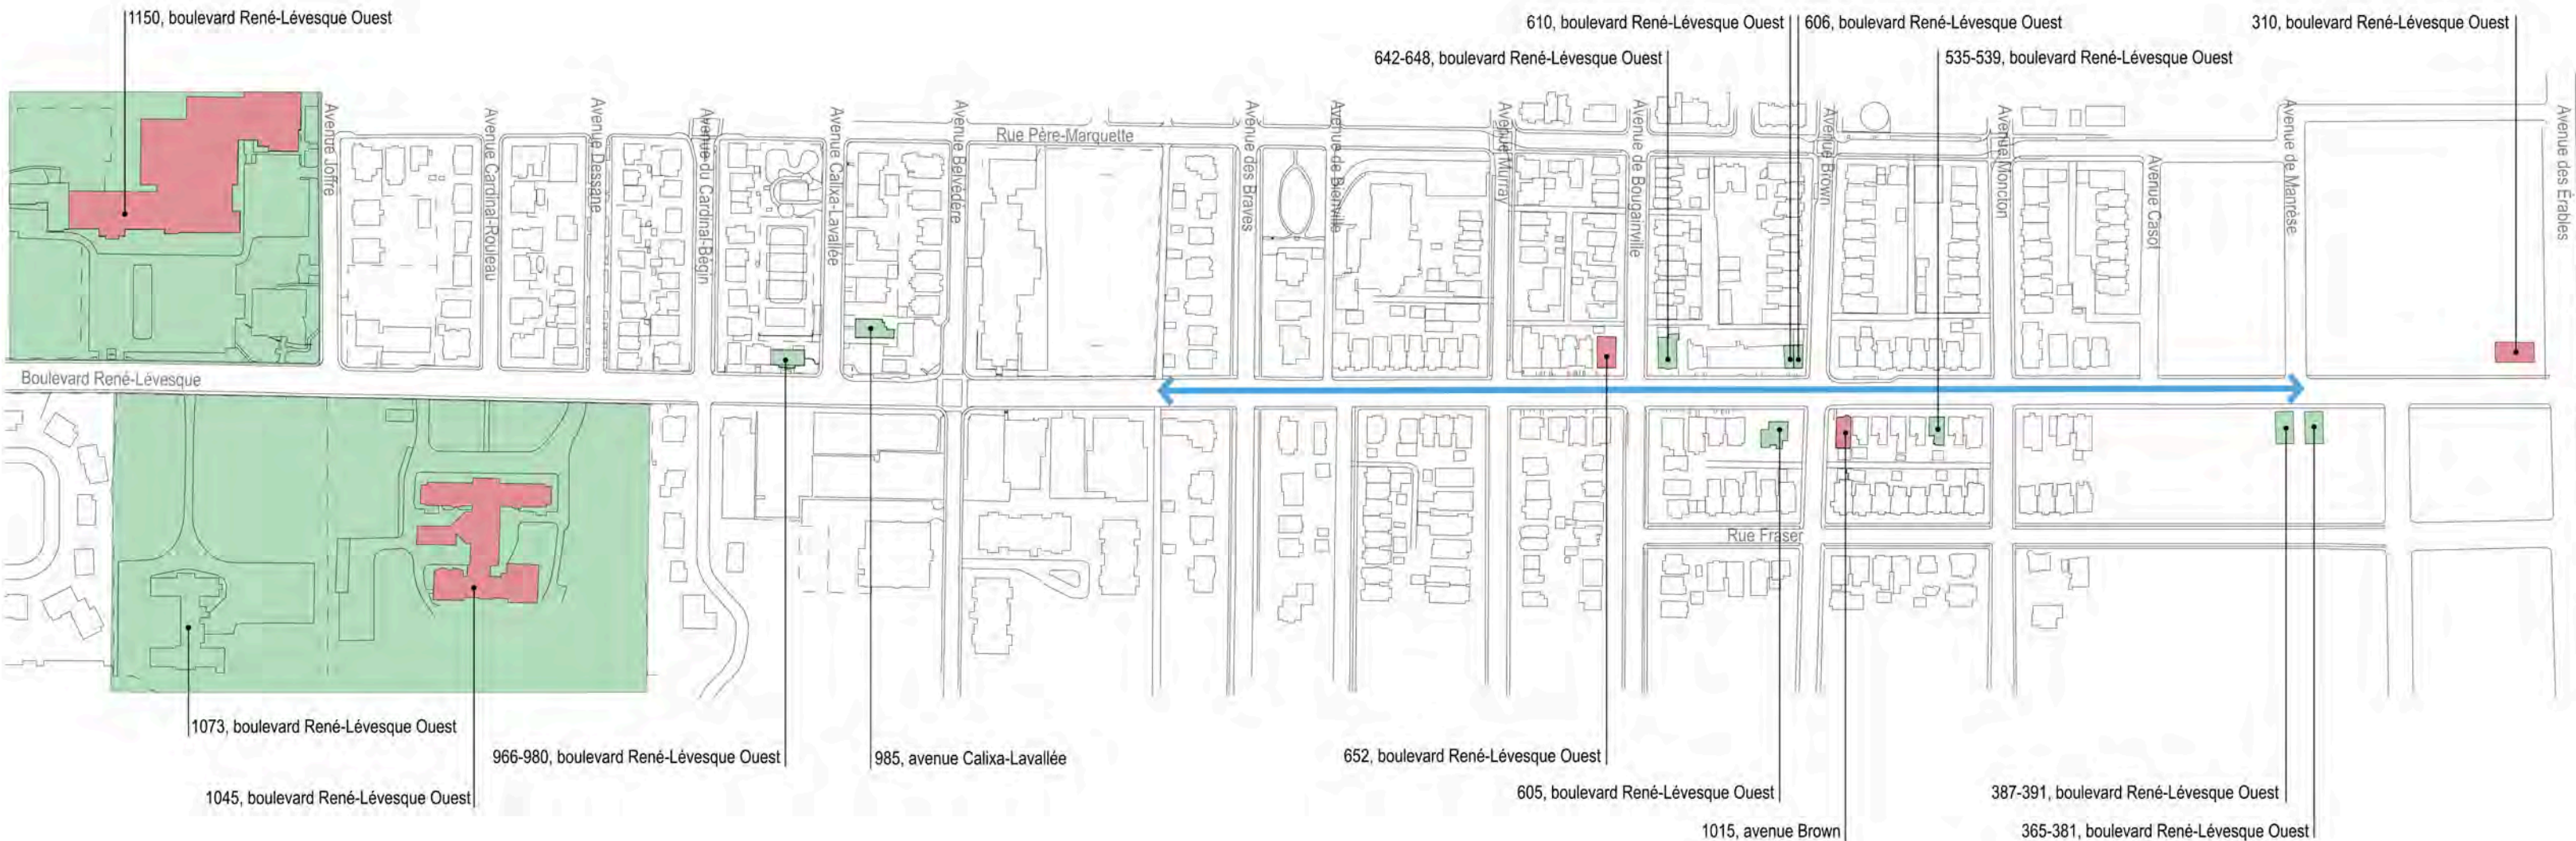 1150, boulevard René-Lévesque Ouest
610, boulevard René-Lévesque Ouest
606, boulevard René-Lévesque Ouest
310, boulevard René-Lévesque Ouest
642-648, boulevard René-Lévesque Ouest
535-539, boulevard René-Lévesque Ouest
Avenue Joffre
Avenue Cardinal-Rouleau
Avenue Dessane
Avenue du Cardinal-Bégin
Avenue Calixa-Lavallée
Avenue Belvédère
Rue Père-Marquette
Avenue des Braves
Avenue de Bienville
Avenue Murray
Avenue de Bougainville
Avenue Brown
Avenue Moncton
Avenue Casot
Avenue de Manrèse
Avenue des Érables
Boulevard René-Lévesque
Rue Fraser
1073, boulevard René-Lévesque Ouest
966-980, boulevard René-Lévesque Ouest
985, avenue Calixa-Lavallée
652, boulevard René-Lévesque Ouest
1045, boulevard René-Lévesque Ouest
605, boulevard René-Lévesque Ouest
387-391, boulevard René-Lévesque Ouest
1015, avenue Brown
365-381, boulevard René-Lévesque Ouest